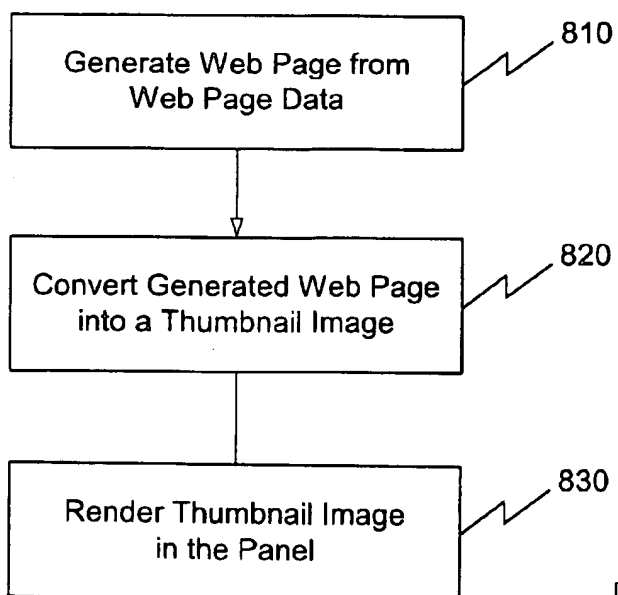 810
Generate Web Page from
Web Page Data
820
Convert Generated Web Page
into a Thumbnail Image
830
Render Thumbnail Image
in the Panel